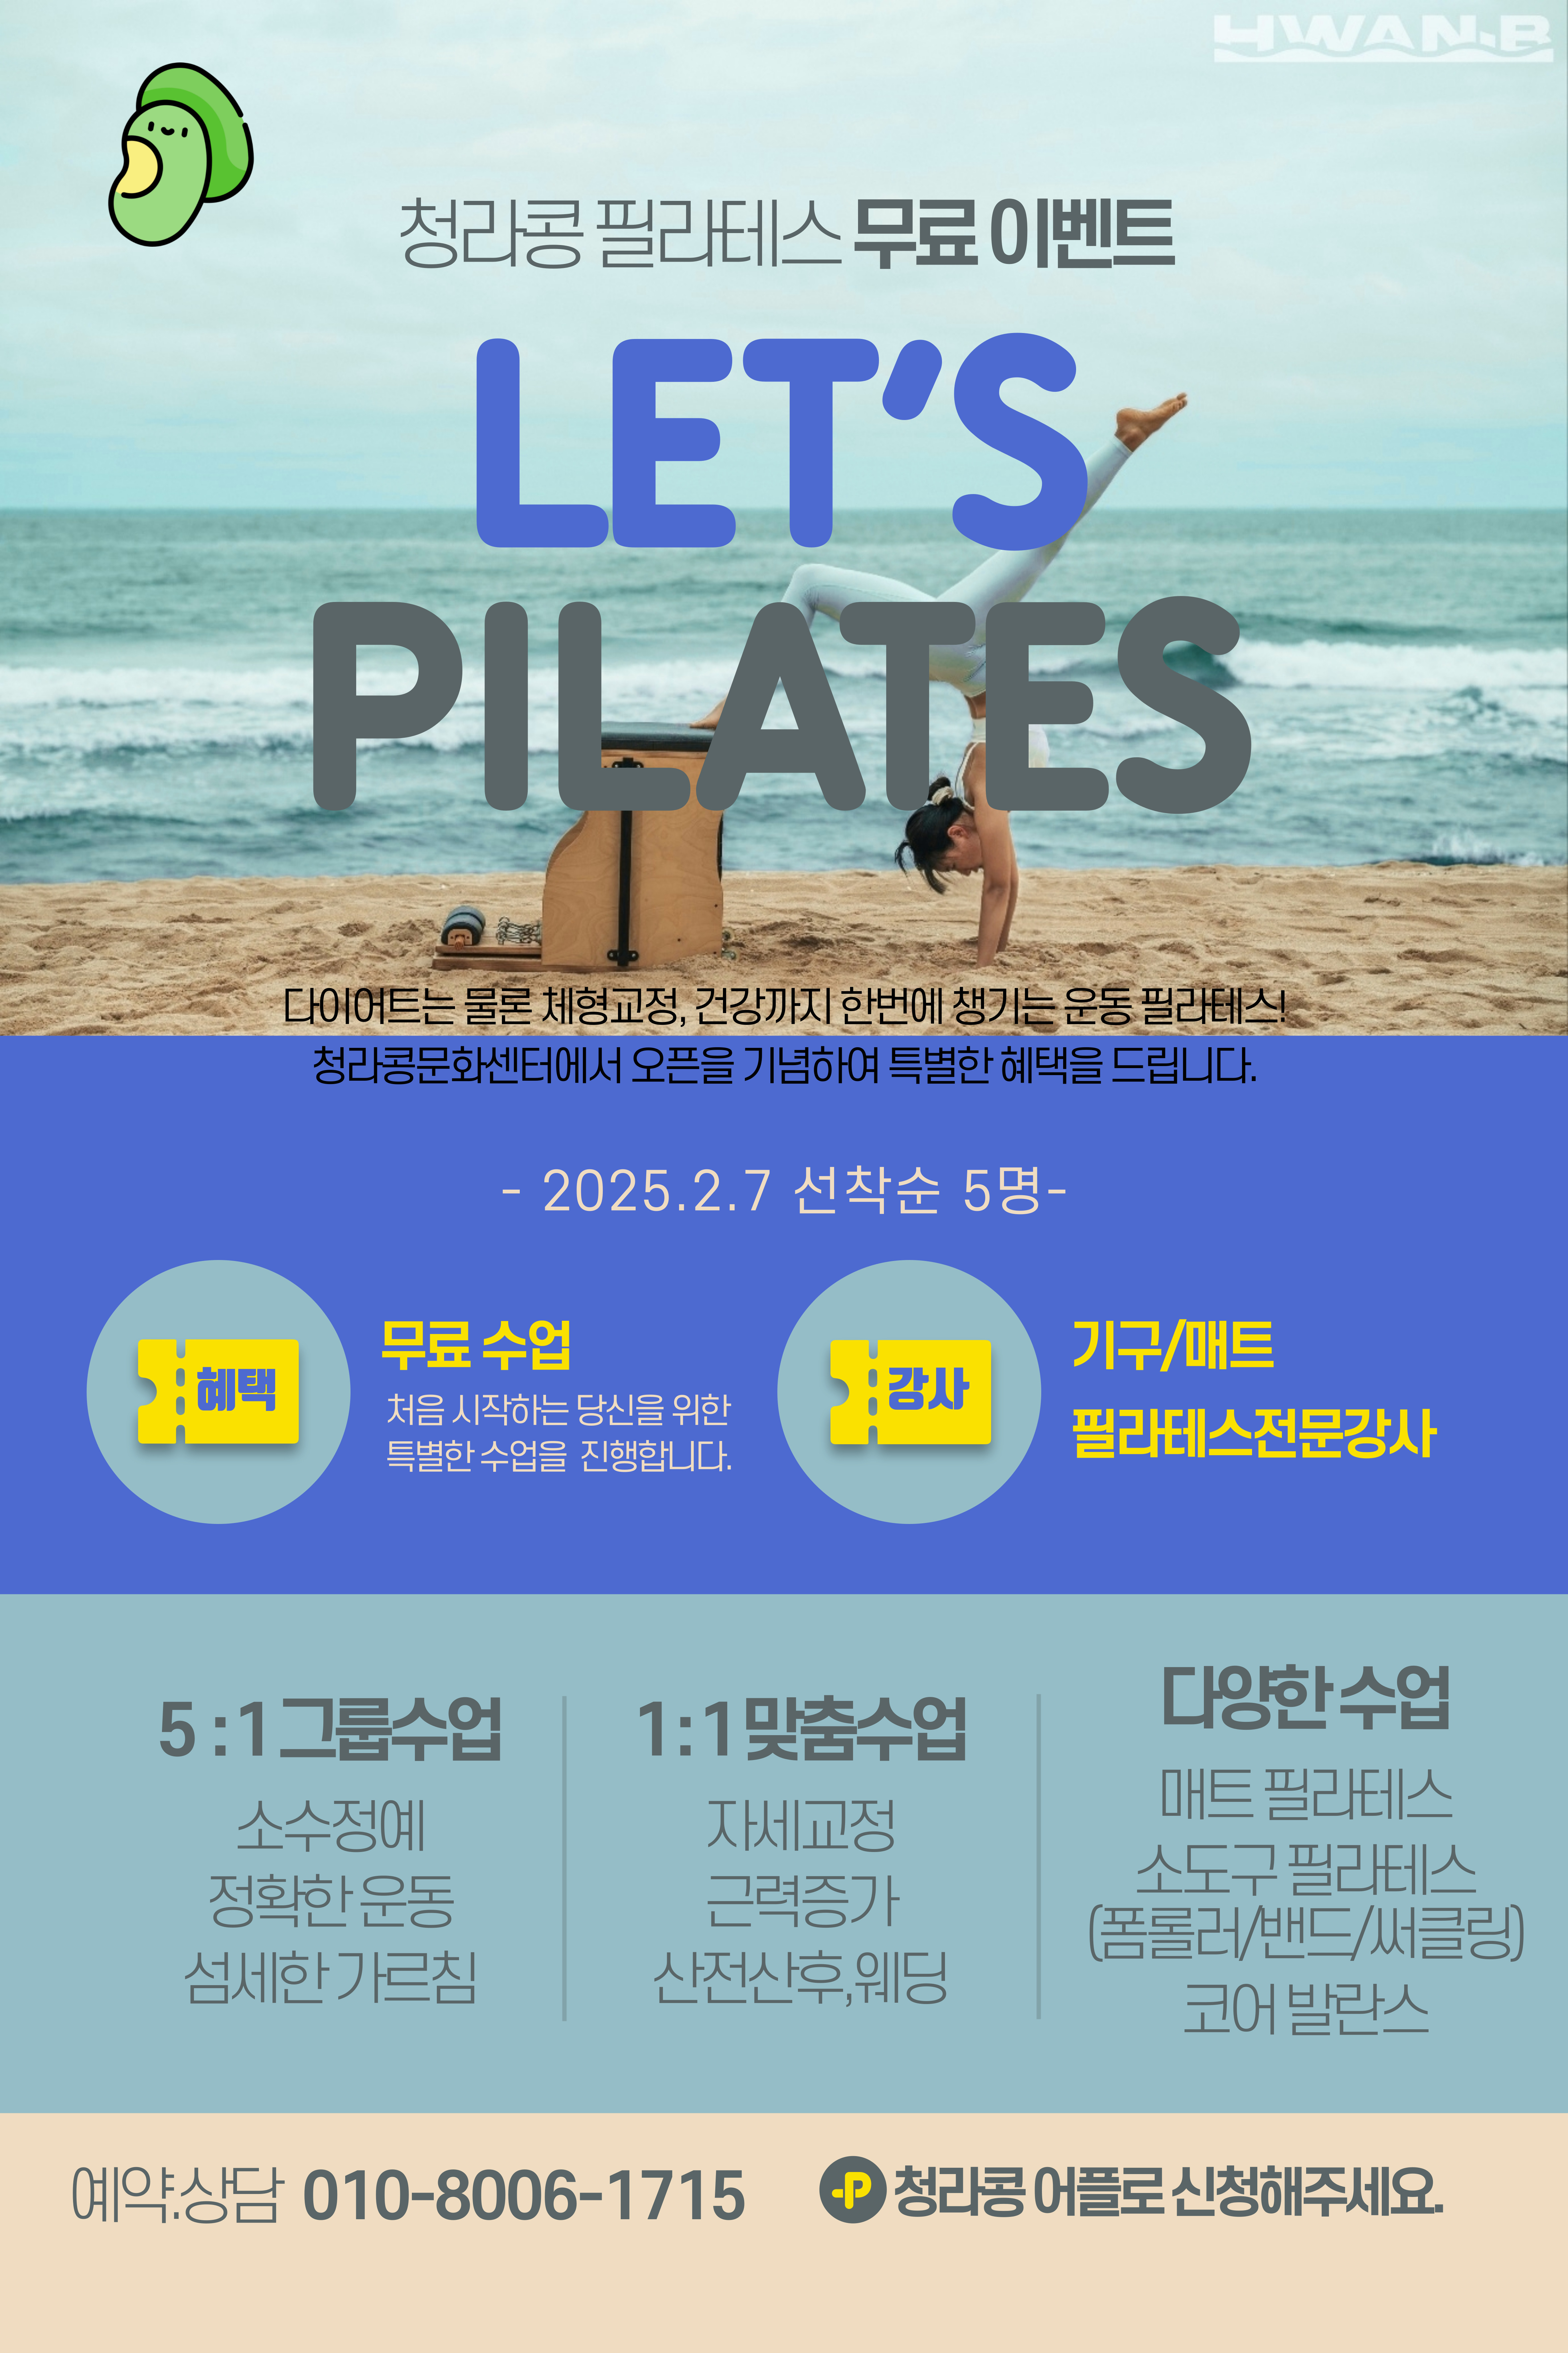 HWAN.B
청라콩 필라테스 무료 이벤트
LET'S
PILATES
다이어트는 물론 체형교정, 건강까지 한번에 챙기는 운동 필라테스!
청라콩문화센터에서 오픈을 기념하여 특별한 혜택을 드립니다.
- 2025.2.7 선착순 5명-
혜택
무료 수업
처음 시작하는 당신을 위한
특별한 수업을 진행합니다.
강사
기구/매트
필라테스전문강사
5 : 1 그룹수업
소수정예
정확한 운동
섬세한 가르침
1 : 1 맞춤수업
자세교정
근력증가
산전산후,웨딩
다양한 수업
매트 필라테스
소도구 필라테스
(폼롤러/밴드/써클링)
코어 발란스
예약.상담 010-8006-1715
-P 청라콩 어플로 신청해주세요.